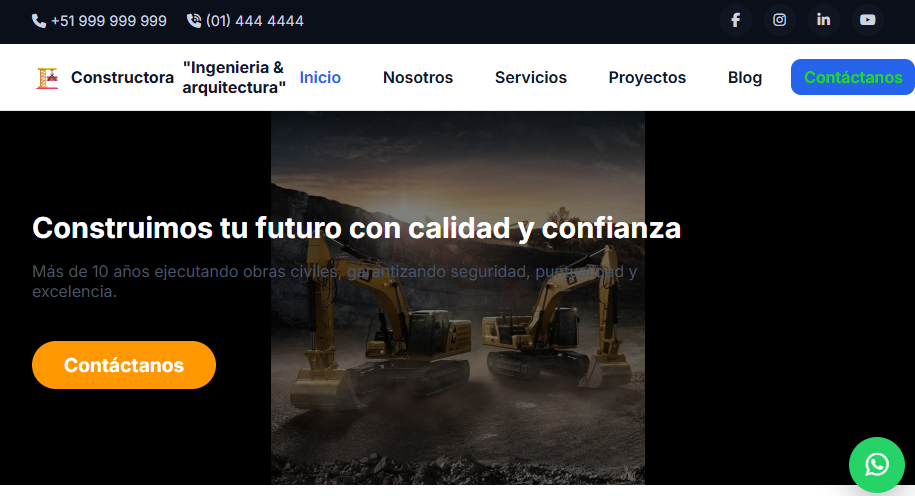 +51 999 999 999 (01) 444 4444
Constructora "Ingenieria & arquitectura" Inicio Nosotros Servicios Proyectos Blog Contáctanos
Construimos tu futuro con calidad y confianza
Más de 10 años ejecutando obras civiles, garantizando seguridad, puntualidad y
excelencia.
Contáctanos